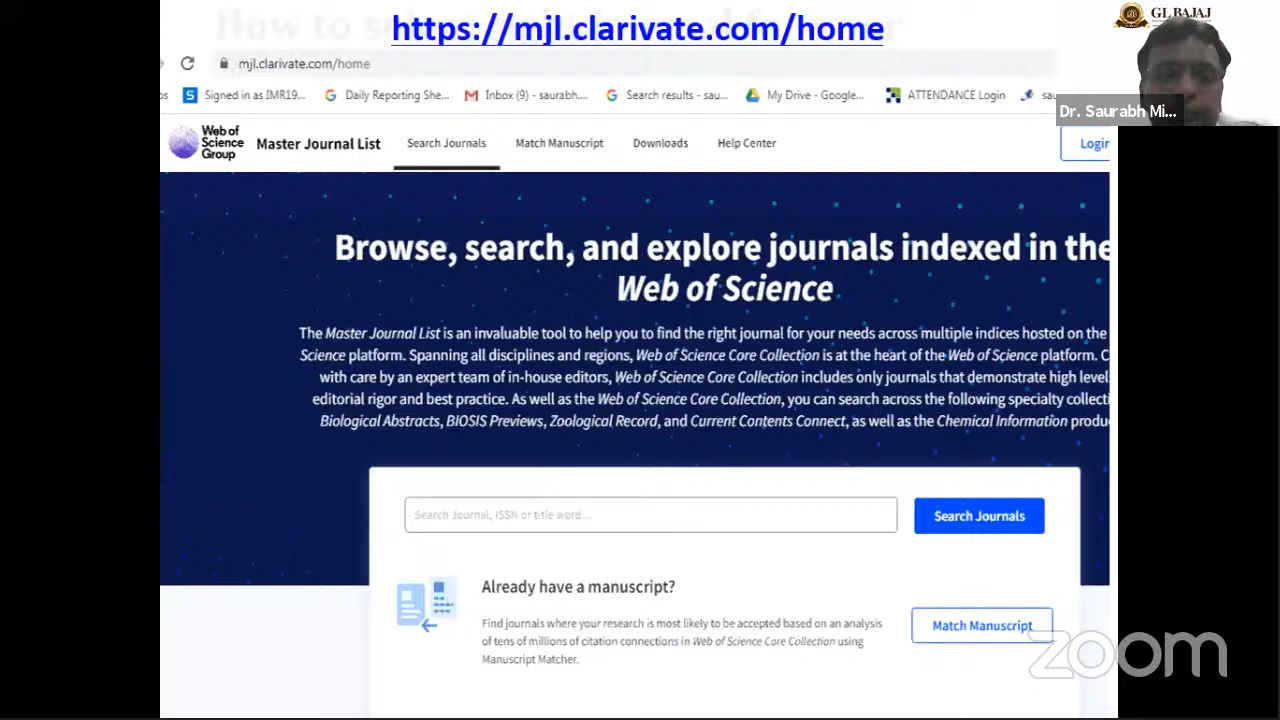 https://mjl.clarivate.com/home
GL BAJAJ
mjl.clarivate.com/home
Signed in as IMR19...
Daily Reporting She...
Inbox (9) - saurabh....
Search results - sau...
My Drive - Google...
ATTENDANCE Login
Dr. Saurabh Mi...
Web of
Science
Group
Master Journal List
Search Journals
Match Manuscript
Downloads
Help Center
Login
Browse, search, and explore journals indexed in the
Web of Science
The Master Journal List is an invaluable tool to help you to find the right journal for your needs across multiple indices hosted on the
Science platform. Spanning all disciplines and regions, Web of Science Core Collection is at the heart of the Web of Science platform. C
with care by an expert team of in-house editors, Web of Science Core Collection includes only journals that demonstrate high level
editorial rigor and best practice. As well as the Web of Science Core Collection, you can search across the following specialty collecti
Biological Abstracts, BIOSIS Previews, Zoological Record, and Current Contents Connect, as well as the Chemical Information produ
Search Journal, ISSN or title word...
Search Journals
Already have a manuscript?
Find journals where your research is most likely to be accepted based on an analysis
of tens of millions of citation connections in Web of Science Core Collection using
Manuscript Matcher.
Match Manuscript
zoom